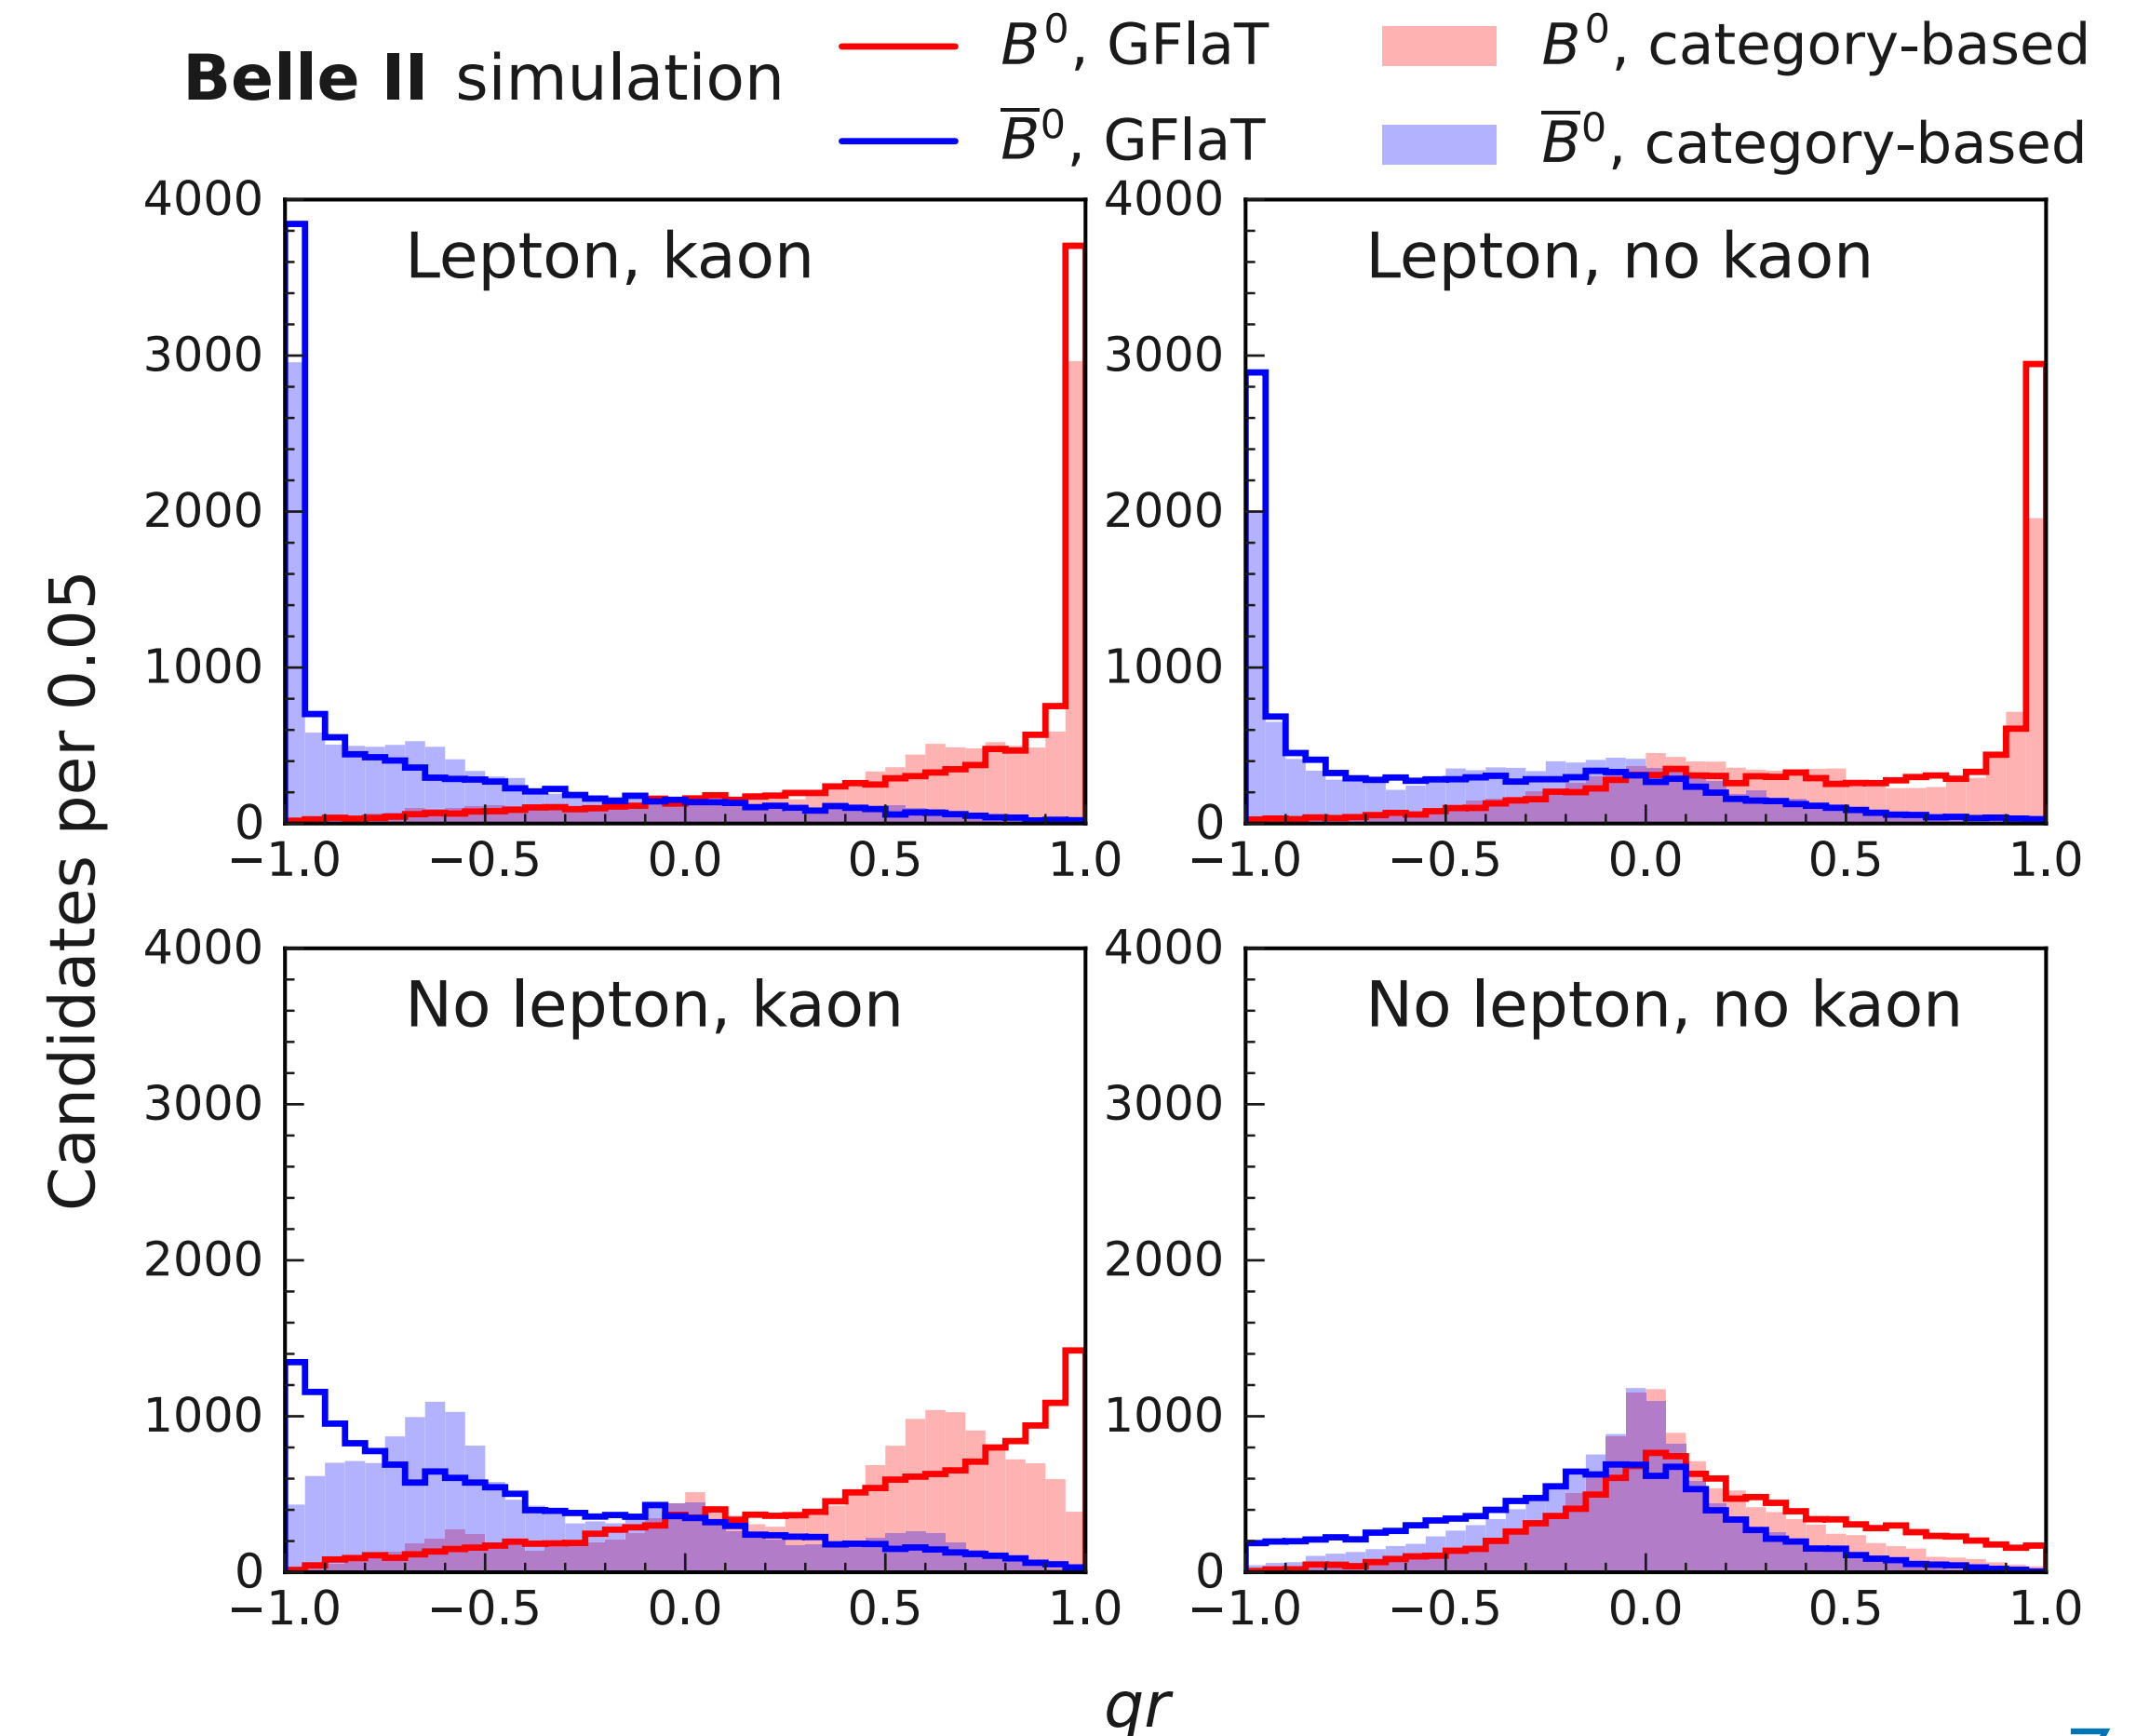 Belle II simulation
B⁰, GFlaT
B⁰, category-based
B̅⁰, GFlaT
B̅⁰, category-based
Candidates per 0.05
4000
3000
2000
1000
0
Lepton, kaon
−1.0 −0.5 0.0 0.5 1.0
4000
3000
2000
1000
0
Lepton, no kaon
−1.0 −0.5 0.0 0.5 1.0
4000
3000
2000
1000
0
No lepton, kaon
−1.0 −0.5 0.0 0.5 1.0
4000
3000
2000
1000
0
No lepton, no kaon
−1.0 −0.5 0.0 0.5 1.0
qr